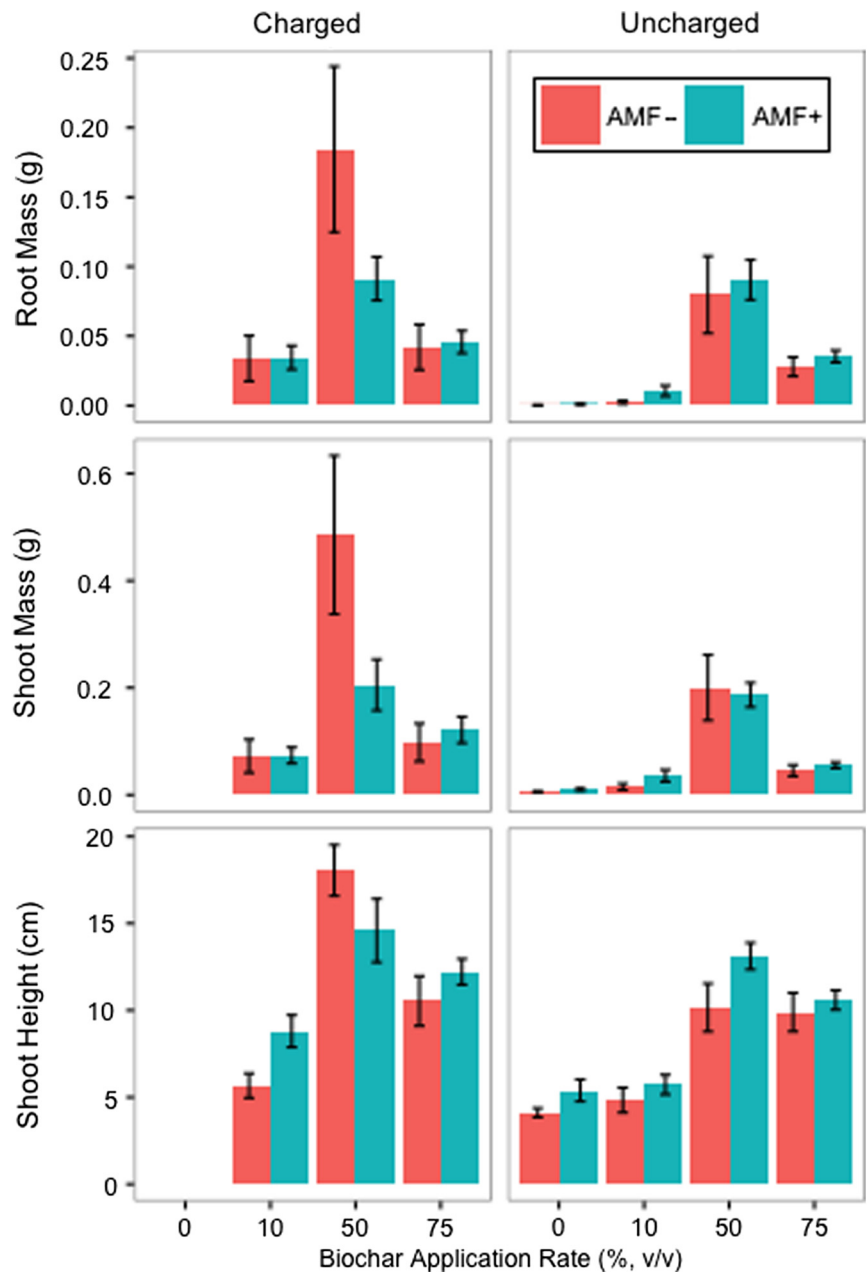 Charged
Uncharged
AMF-
AMF+
Root Mass (g)
0.25
0.20
0.15
0.10
0.05
0.00
Shoot Mass (g)
0.6
0.4
0.2
0.0
Shoot Height (cm)
20
15
10
5
0
0 10 50 75
0 10 50 75
Biochar Application Rate (%, v/v)